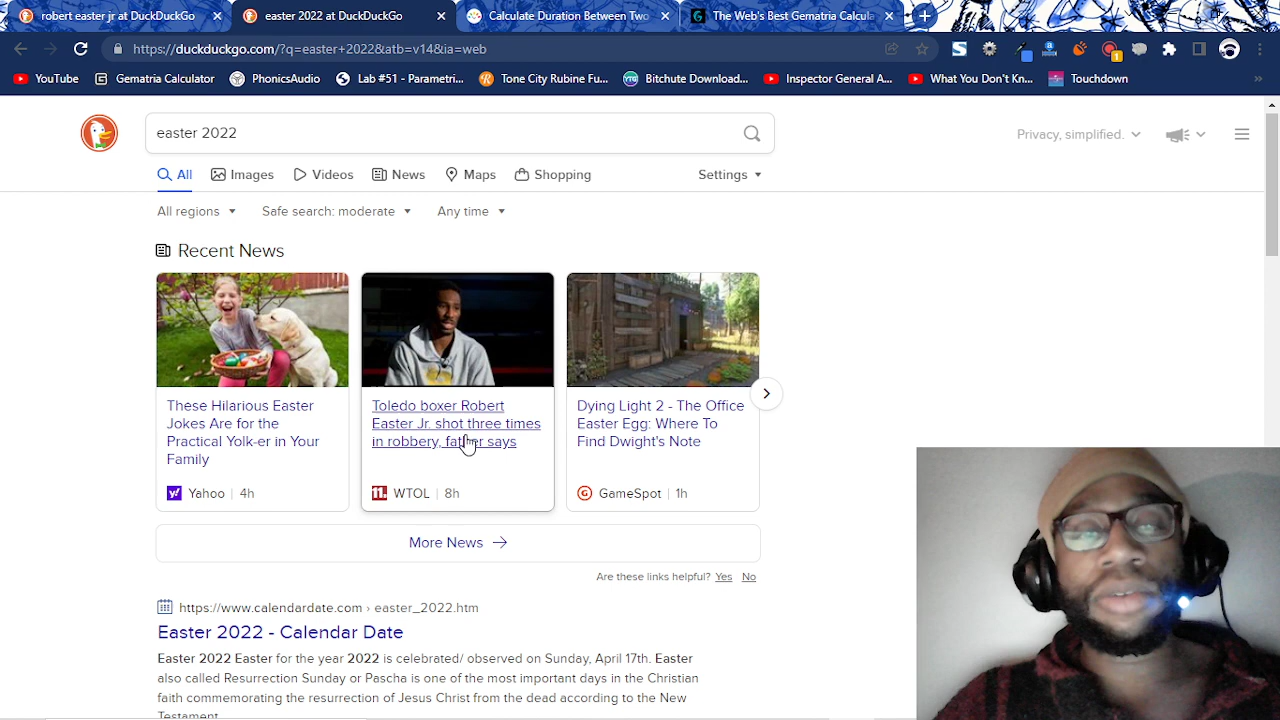 robert easter jr at DuckDuckGo
easter 2022 at DuckDuckGo
Calculate Duration Between Two
The Web's Best Gematria Calcula
https://duckduckgo.com/?q=easter+2022&atb=v14&ia=web
1
YouTube
Gematria Calculator
PhonicsAudio
Lab #51 - Parametri...
Tone City Rubine Fu...
Bitchute Download...
Inspector General A...
What You Don't Kn...
Touchdown
easter 2022
Privacy, simplified.
All
Images
Videos
News
Maps
Shopping
Settings
All regions
Safe search: moderate
Any time
Recent News
These Hilarious Easter
Jokes Are for the
Practical Yolk-er in Your
Family
Yahoo | 4h
Toledo boxer Robert
Easter Jr. shot three times
in robbery, father says
WTOL | 8h
Dying Light 2 - The Office
Easter Egg: Where To
Find Dwight's Note
GameSpot | 1h
More News →
Are these links helpful? Yes No
https://www.calendardate.com › easter_2022.htm
Easter 2022 - Calendar Date
Easter 2022 Easter for the year 2022 is celebrated/ observed on Sunday, April 17th. Easter
also called Resurrection Sunday or Pascha is one of the most important days in the Christian
faith commemorating the resurrection of Jesus Christ from the dead according to the New
Testament